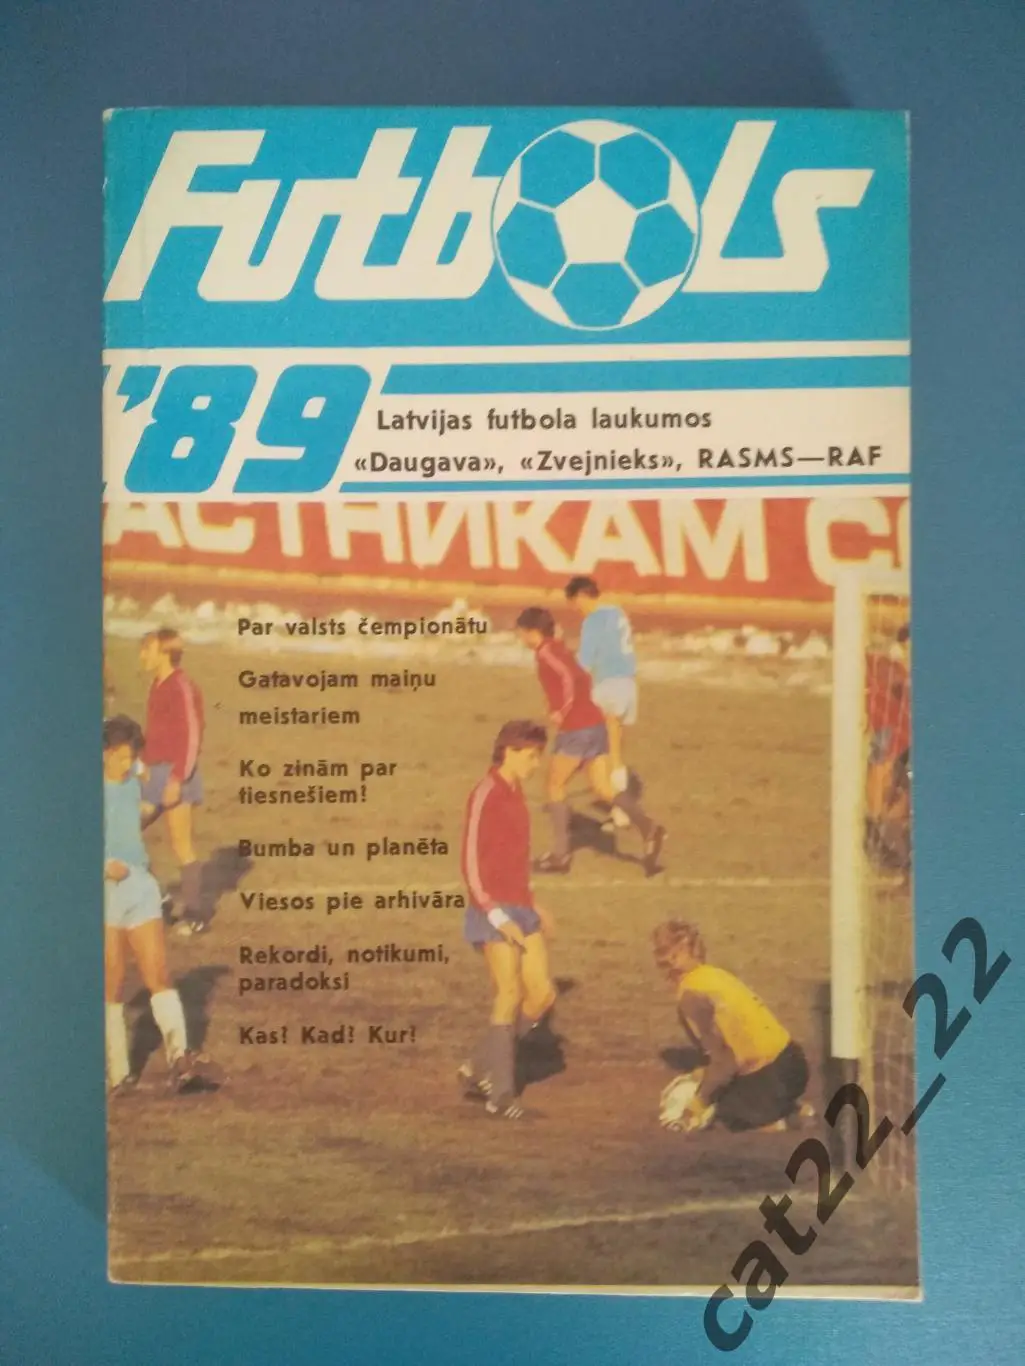 Futbols
'89
Latvijas futbola laukumos
«Daugava», «Zvejnieks», RASMS—RAF
АСТНИКАМ СО
Par valsts čempionātu
Gatavojam maiņu
meistariem
Ko zinām par
tiesnešiem?
Bumba un planēta
Viesos pie arhivāra
Rekordi, notikumi,
paradoksi
Kas? Kad? Kur?
cat22_22